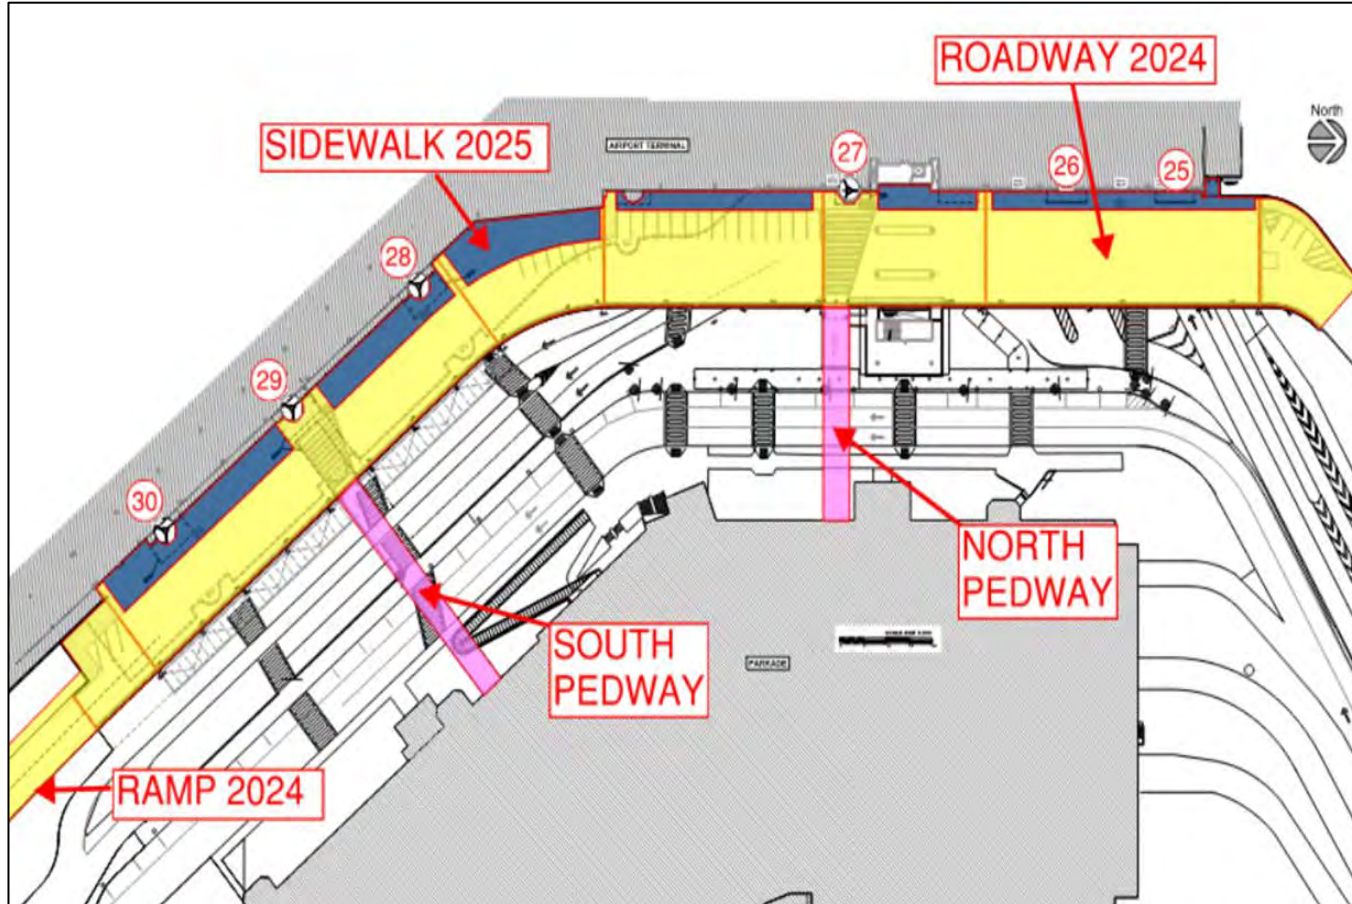 ROADWAY 2024
North
SIDEWALK 2025
AIRPORT TERMINAL
27
26
25
28
29
30
NORTH
PEDWAY
SOUTH
PEDWAY
PARKADE
RAMP 2024